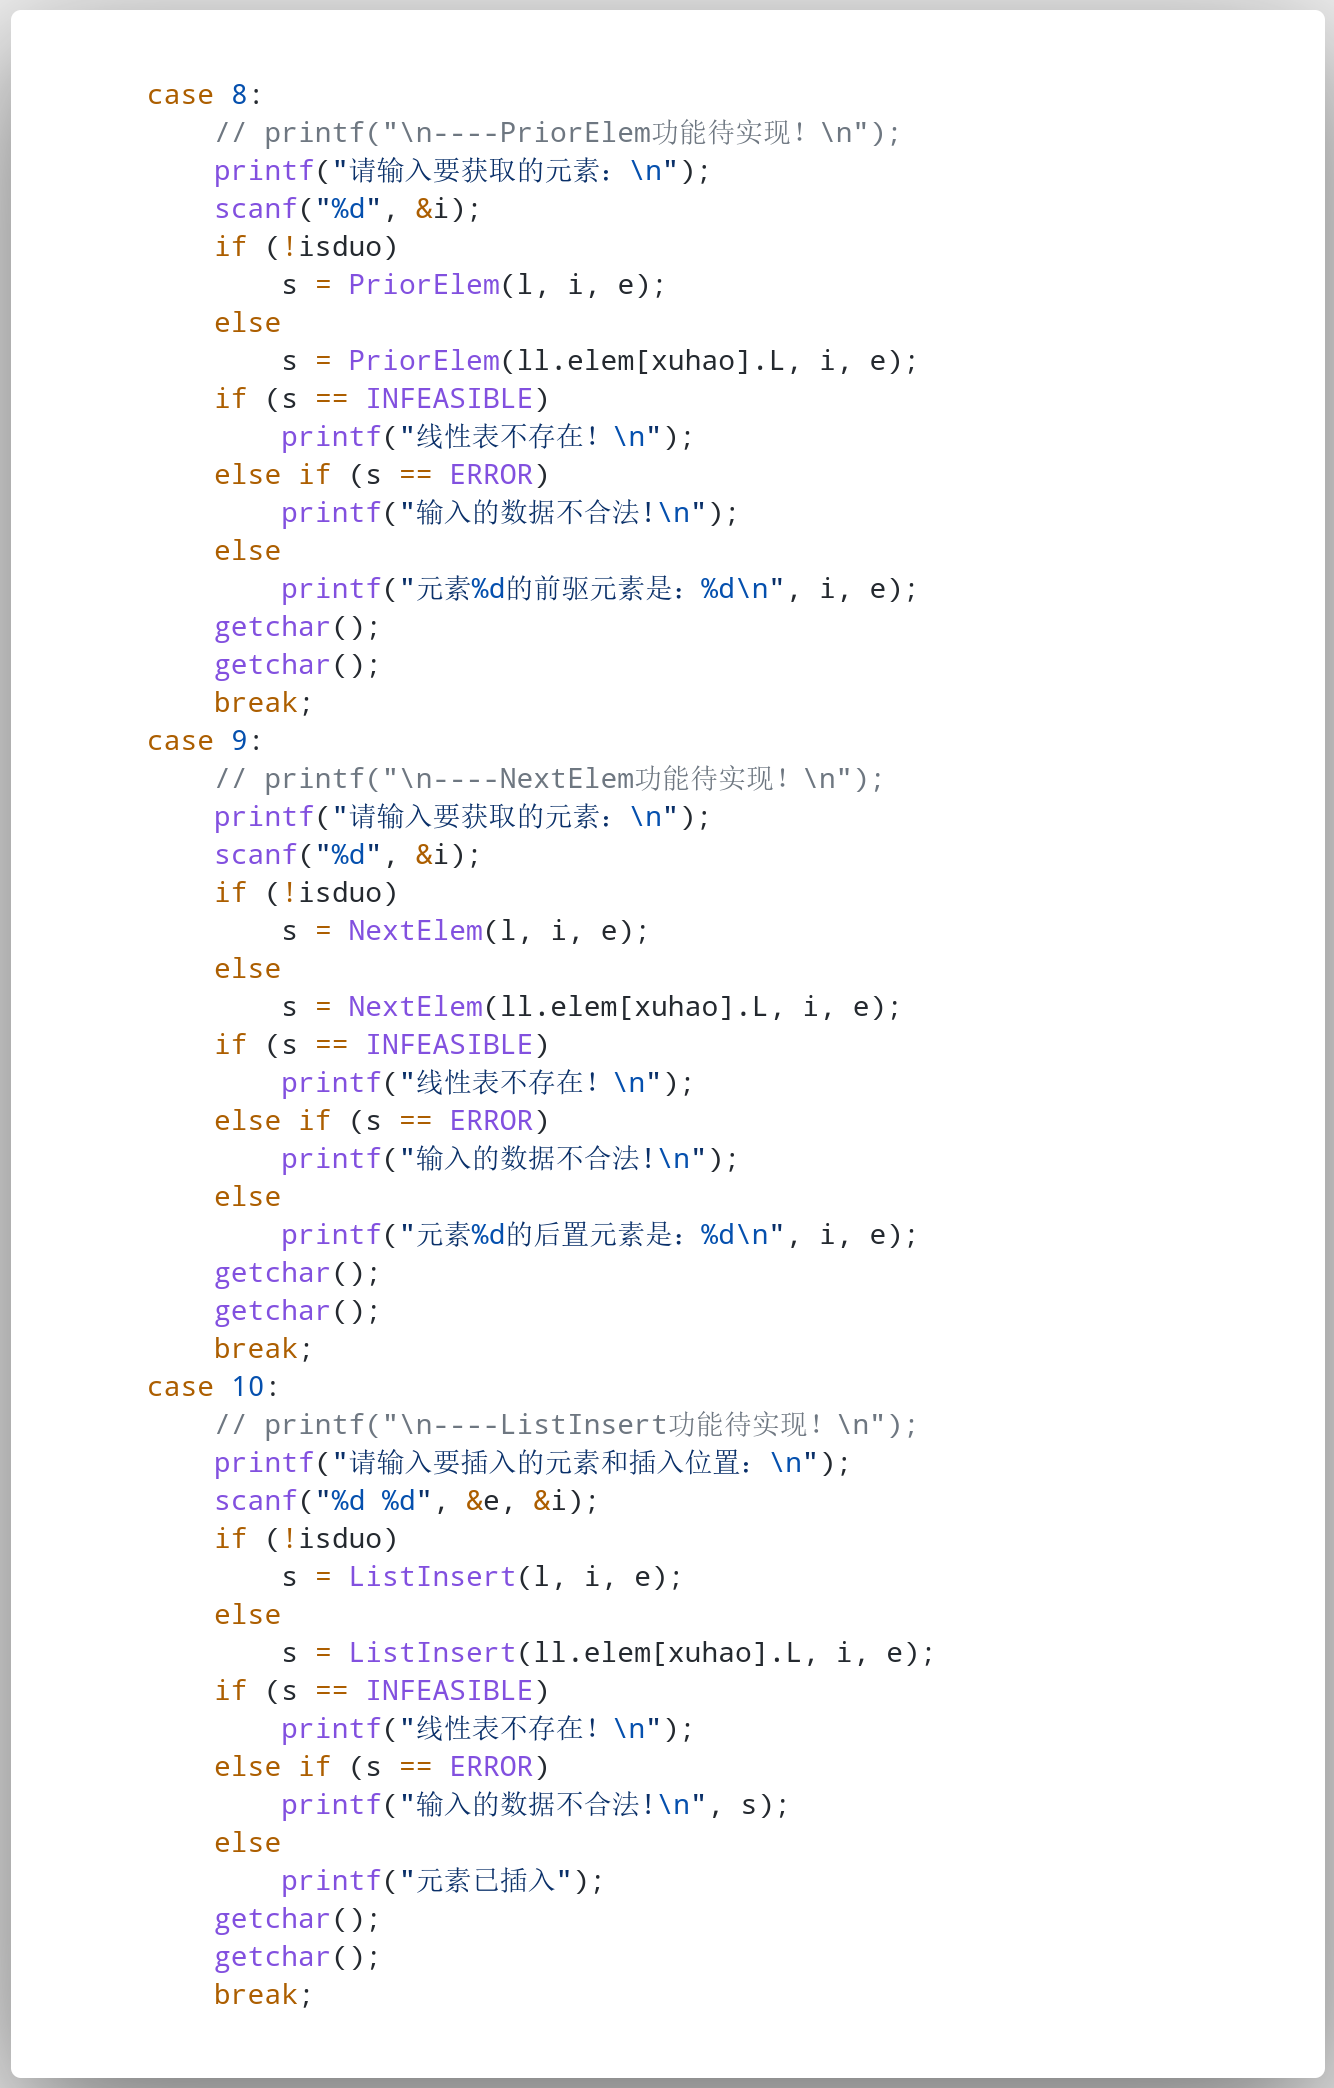 case 8:
    // printf("\n----PriorElem功能待实现！\n");
    printf("请输入要获取的元素：\n");
    scanf("%d", &i);
    if (!isduo)
        s = PriorElem(l, i, e);
    else
        s = PriorElem(ll.elem[xuhao].L, i, e);
    if (s == INFEASIBLE)
        printf("线性表不存在！\n");
    else if (s == ERROR)
        printf("输入的数据不合法!\n");
    else
        printf("元素%d的前驱元素是：%d\n", i, e);
    getchar();
    getchar();
    break;
case 9:
    // printf("\n----NextElem功能待实现！\n");
    printf("请输入要获取的元素：\n");
    scanf("%d", &i);
    if (!isduo)
        s = NextElem(l, i, e);
    else
        s = NextElem(ll.elem[xuhao].L, i, e);
    if (s == INFEASIBLE)
        printf("线性表不存在！\n");
    else if (s == ERROR)
        printf("输入的数据不合法!\n");
    else
        printf("元素%d的后置元素是：%d\n", i, e);
    getchar();
    getchar();
    break;
case 10:
    // printf("\n----ListInsert功能待实现！\n");
    printf("请输入要插入的元素和插入位置：\n");
    scanf("%d %d", &e, &i);
    if (!isduo)
        s = ListInsert(l, i, e);
    else
        s = ListInsert(ll.elem[xuhao].L, i, e);
    if (s == INFEASIBLE)
        printf("线性表不存在！\n");
    else if (s == ERROR)
        printf("输入的数据不合法!\n", s);
    else
        printf("元素已插入");
    getchar();
    getchar();
    break;